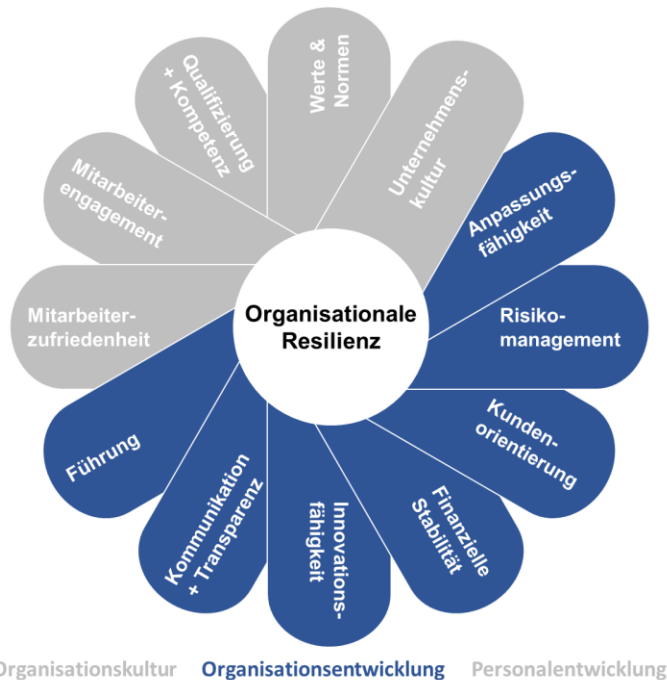 Werte &
Normen
Unternehmens-
kultur
Anpassungs-
fähigkeit
Risiko-
management
Kunden-
orientierung
Finanzielle
Stabilität
Innovations-
fähigkeit
Kommunikation
+ Transparenz
Führung
Mitarbeiter-
zufriedenheit
Mitarbeiter-
engagement
Qualifizierung
+ Kompetenz
Organisationale
Resilienz
Organisationskultur Organisationsentwicklung Personalentwicklung